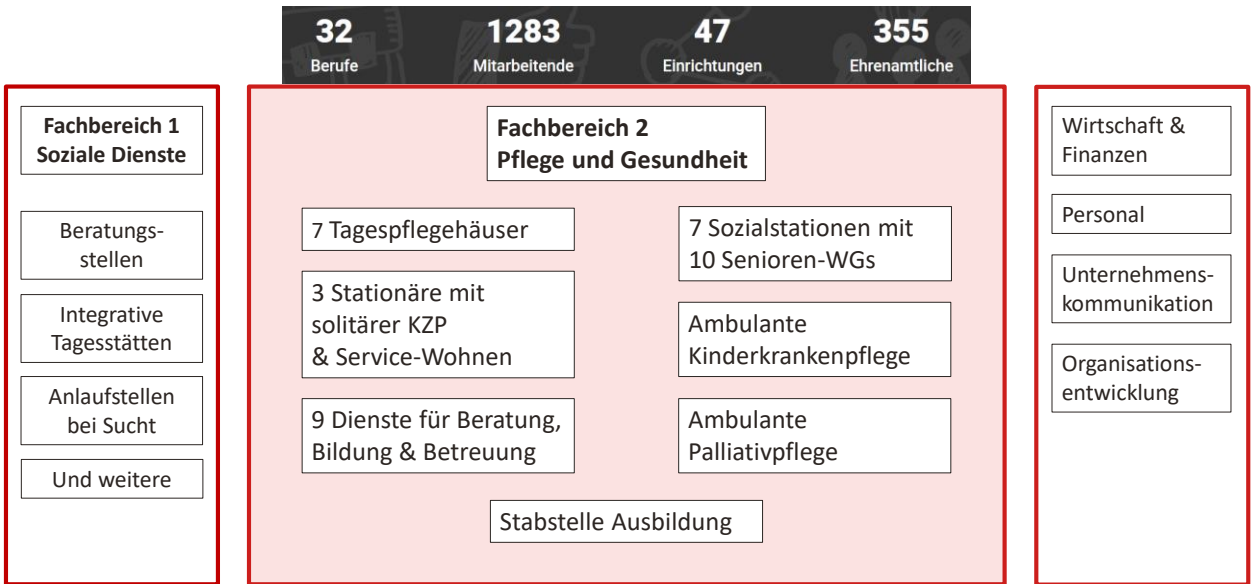 32
Berufe
1283
Mitarbeitende
47
Einrichtungen
355
Ehrenamtliche
Fachbereich 1
Soziale Dienste
Beratungs-
stellen
Integrative
Tagesstätten
Anlaufstellen
bei Sucht
Und weitere
Fachbereich 2
Pflege und Gesundheit
7 Tagespflegehäuser
3 Stationäre mit
solitärer KZP
& Service-Wohnen
9 Dienste für Beratung,
Bildung & Betreuung
7 Sozialstationen mit
10 Senioren-WGs
Ambulante
Kinderkrankenpflege
Ambulante
Palliativpflege
Stabstelle Ausbildung
Wirtschaft &
Finanzen
Personal
Unternehmens-
kommunikation
Organisations-
entwicklung